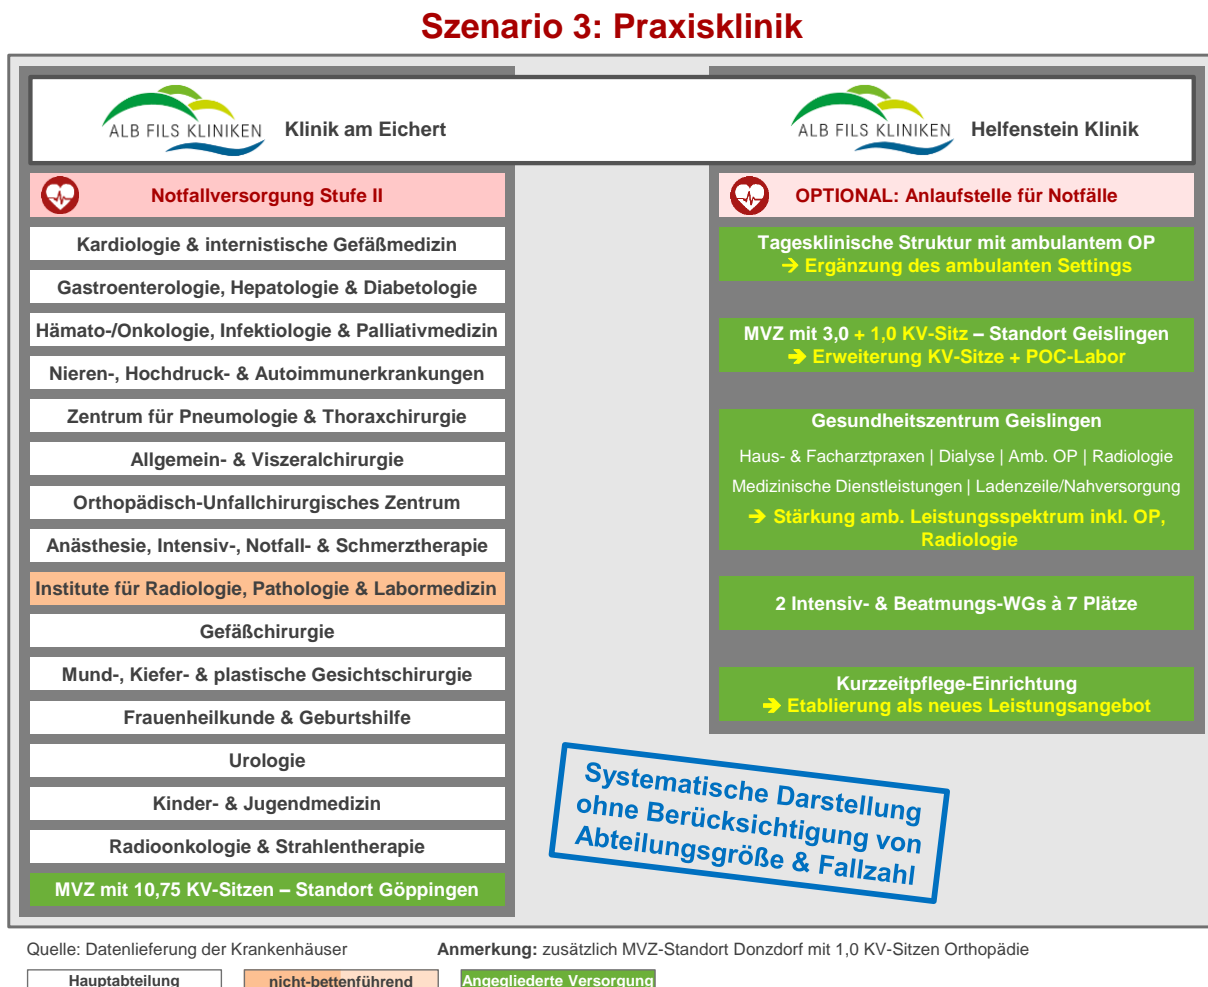 Szenario 3: Praxisklinik
ALB FILS KLINIKEN Klinik am Eichert
ALB FILS KLINIKEN Helfenstein Klinik
Notfallversorgung Stufe II
Kardiologie & internistische Gefäßmedizin
Gastroenterologie, Hepatologie & Diabetologie
Hämato-/Onkologie, Infektiologie & Palliativmedizin
Nieren-, Hochdruck- & Autoimmunerkrankungen
Zentrum für Pneumologie & Thoraxchirurgie
Allgemein- & Viszeralchirurgie
Orthopädisch-Unfallchirurgisches Zentrum
Anästhesie, Intensiv-, Notfall- & Schmerztherapie
Institute für Radiologie, Pathologie & Labormedizin
Gefäßchirurgie
Mund-, Kiefer- & plastische Gesichtschirurgie
Frauenheilkunde & Geburtshilfe
Urologie
Kinder- & Jugendmedizin
Radioonkologie & Strahlentherapie
MVZ mit 10,75 KV-Sitzen – Standort Göppingen
OPTIONAL: Anlaufstelle für Notfälle
Tagesklinische Struktur mit ambulantem OP
→ Ergänzung des ambulanten Settings
MVZ mit 3,0 + 1,0 KV-Sitz – Standort Geislingen
→ Erweiterung KV-Sitze + POC-Labor
Gesundheitszentrum Geislingen
Haus- & Facharztpraxen | Dialyse | Amb. OP | Radiologie
Medizinische Dienstleistungen | Ladenzeile/Nahversorgung
→ Stärkung amb. Leistungsspektrum inkl. OP,
Radiologie
2 Intensiv- & Beatmungs-WGs à 7 Plätze
Kurzzeitpflege-Einrichtung
→ Etablierung als neues Leistungsangebot
Systematische Darstellung
ohne Berücksichtigung von
Abteilungsgröße & Fallzahl
Quelle: Datenlieferung der Krankenhäuser
Anmerkung: zusätzlich MVZ-Standort Donzdorf mit 1,0 KV-Sitzen Orthopädie
Hauptabteilung
nicht-bettenführend
Angegliederte Versorgung